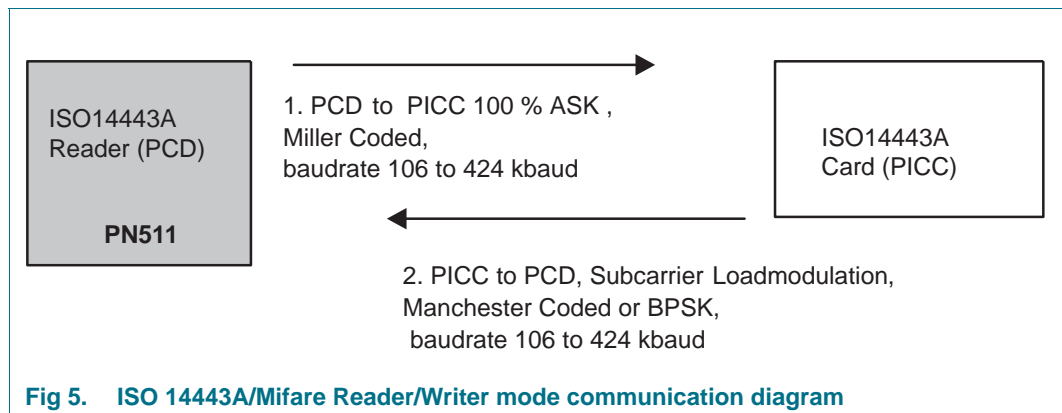 ISO14443A
Reader (PCD)
PN511
1. PCD to PICC 100 % ASK ,
Miller Coded,
baudrate 106 to 424 kbaud
ISO14443A
Card (PICC)
2. PICC to PCD, Subcarrier Loadmodulation,
Manchester Coded or BPSK,
baudrate 106 to 424 kbaud
Fig 5. ISO 14443A/Mifare Reader/Writer mode communication diagram